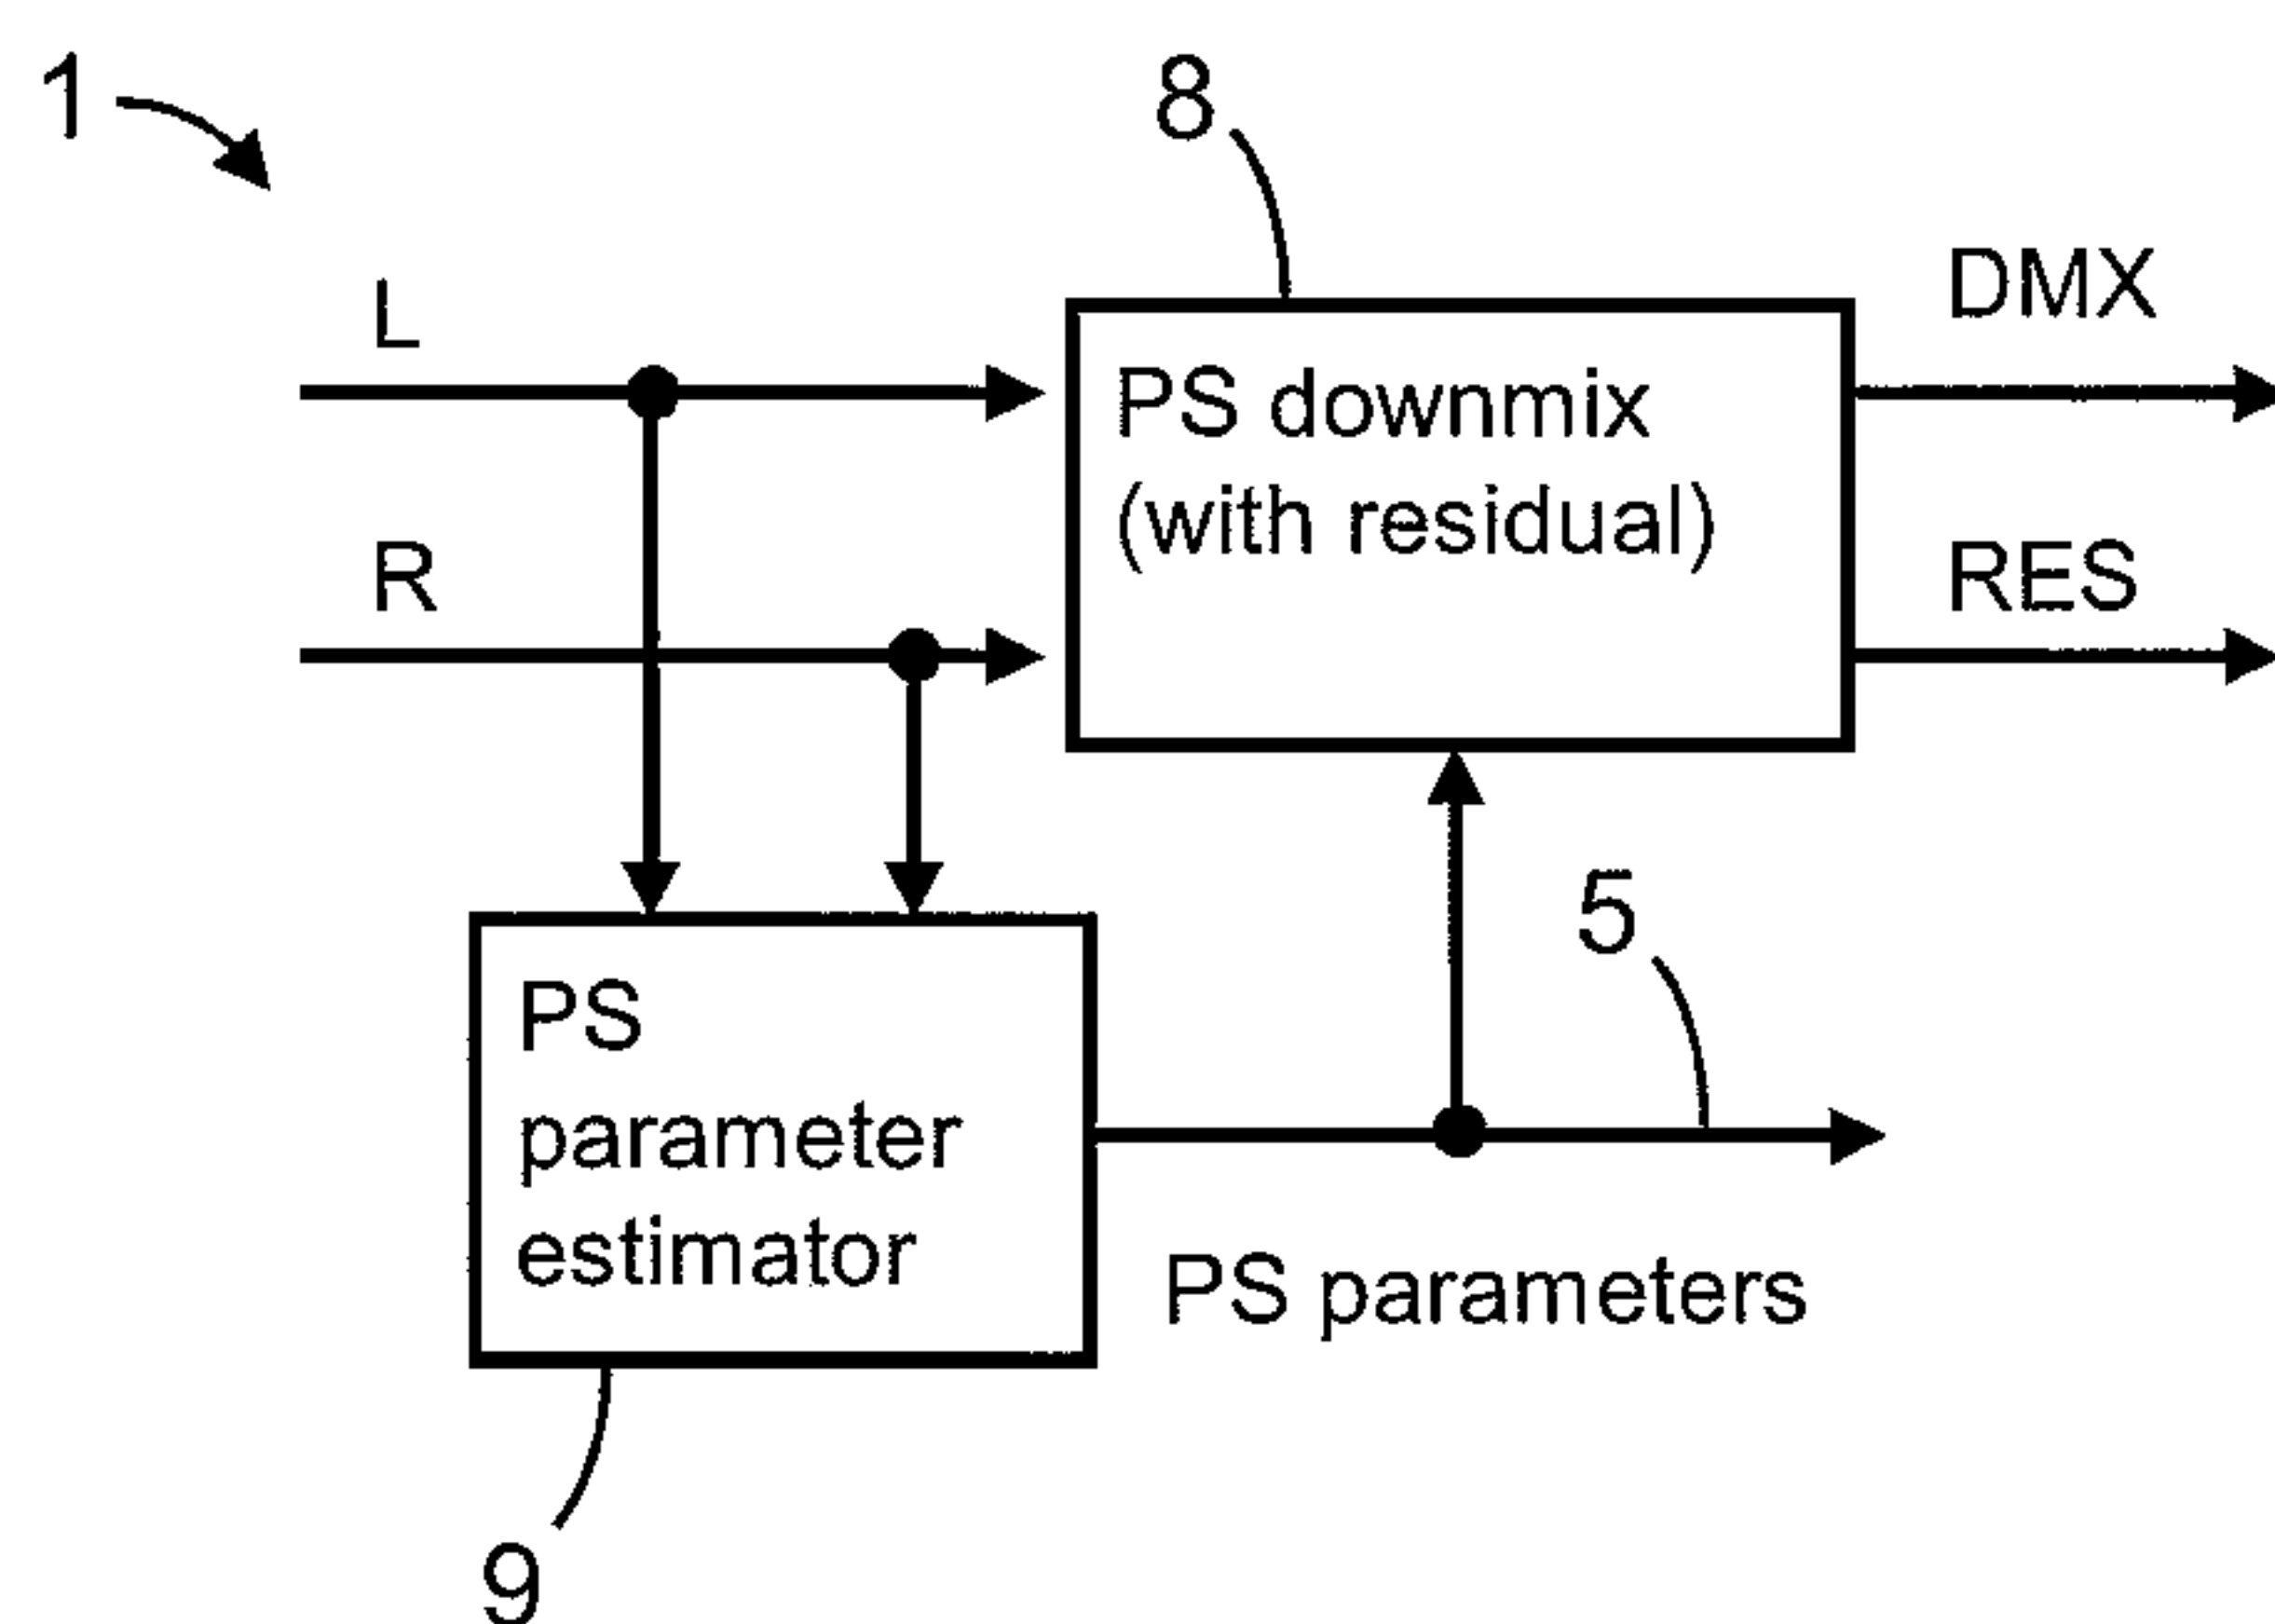 1
8
L
DMX
PS downmix
(with residual)
R
RES
5
PS
parameter
estimator
PS parameters
9